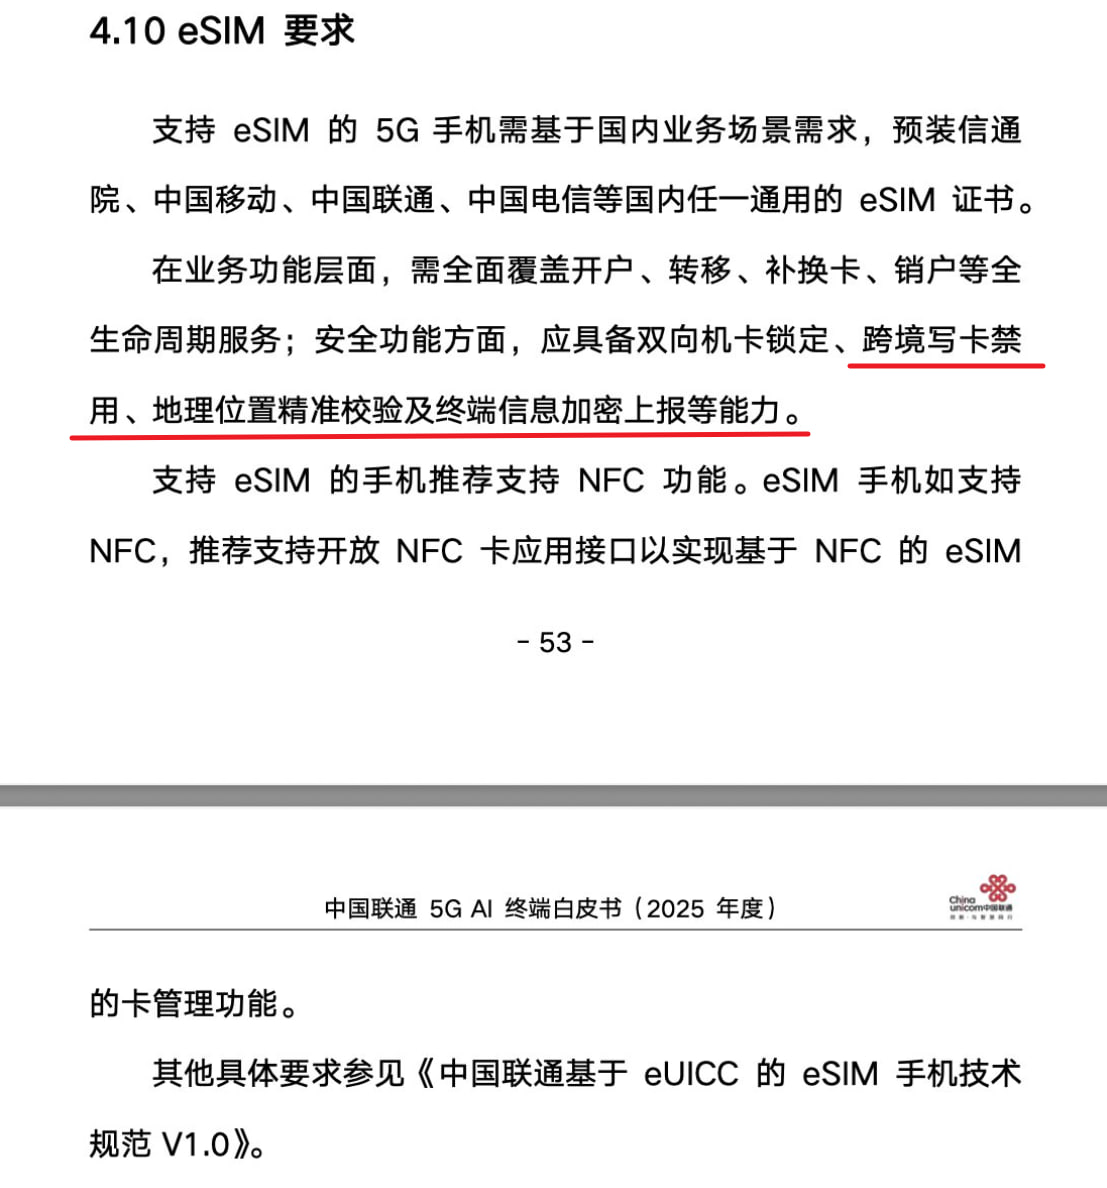 4.10 eSIM 要求
支持 eSIM 的 5G 手机需基于国内业务场景需求，预装信通
院、中国移动、中国联通、中国电信等国内任一通用的 eSIM 证书。
在业务功能层面，需全面覆盖开户、转移、补换卡、销户等全
生命周期服务；安全功能方面，应具备双向机卡锁定、跨境写卡禁
用、地理位置精准校验及终端信息加密上报等能力。
支持 eSIM 的手机推荐支持 NFC 功能。eSIM 手机如支持
NFC，推荐支持开放 NFC 卡应用接口以实现基于 NFC 的 eSIM
- 53 -
中国联通 5G AI 终端白皮书（2025 年度）
China
unicom中国联通
的卡管理功能。
其他具体要求参见《中国联通基于 eUICC 的 eSIM 手机技术
规范 V1.0》。